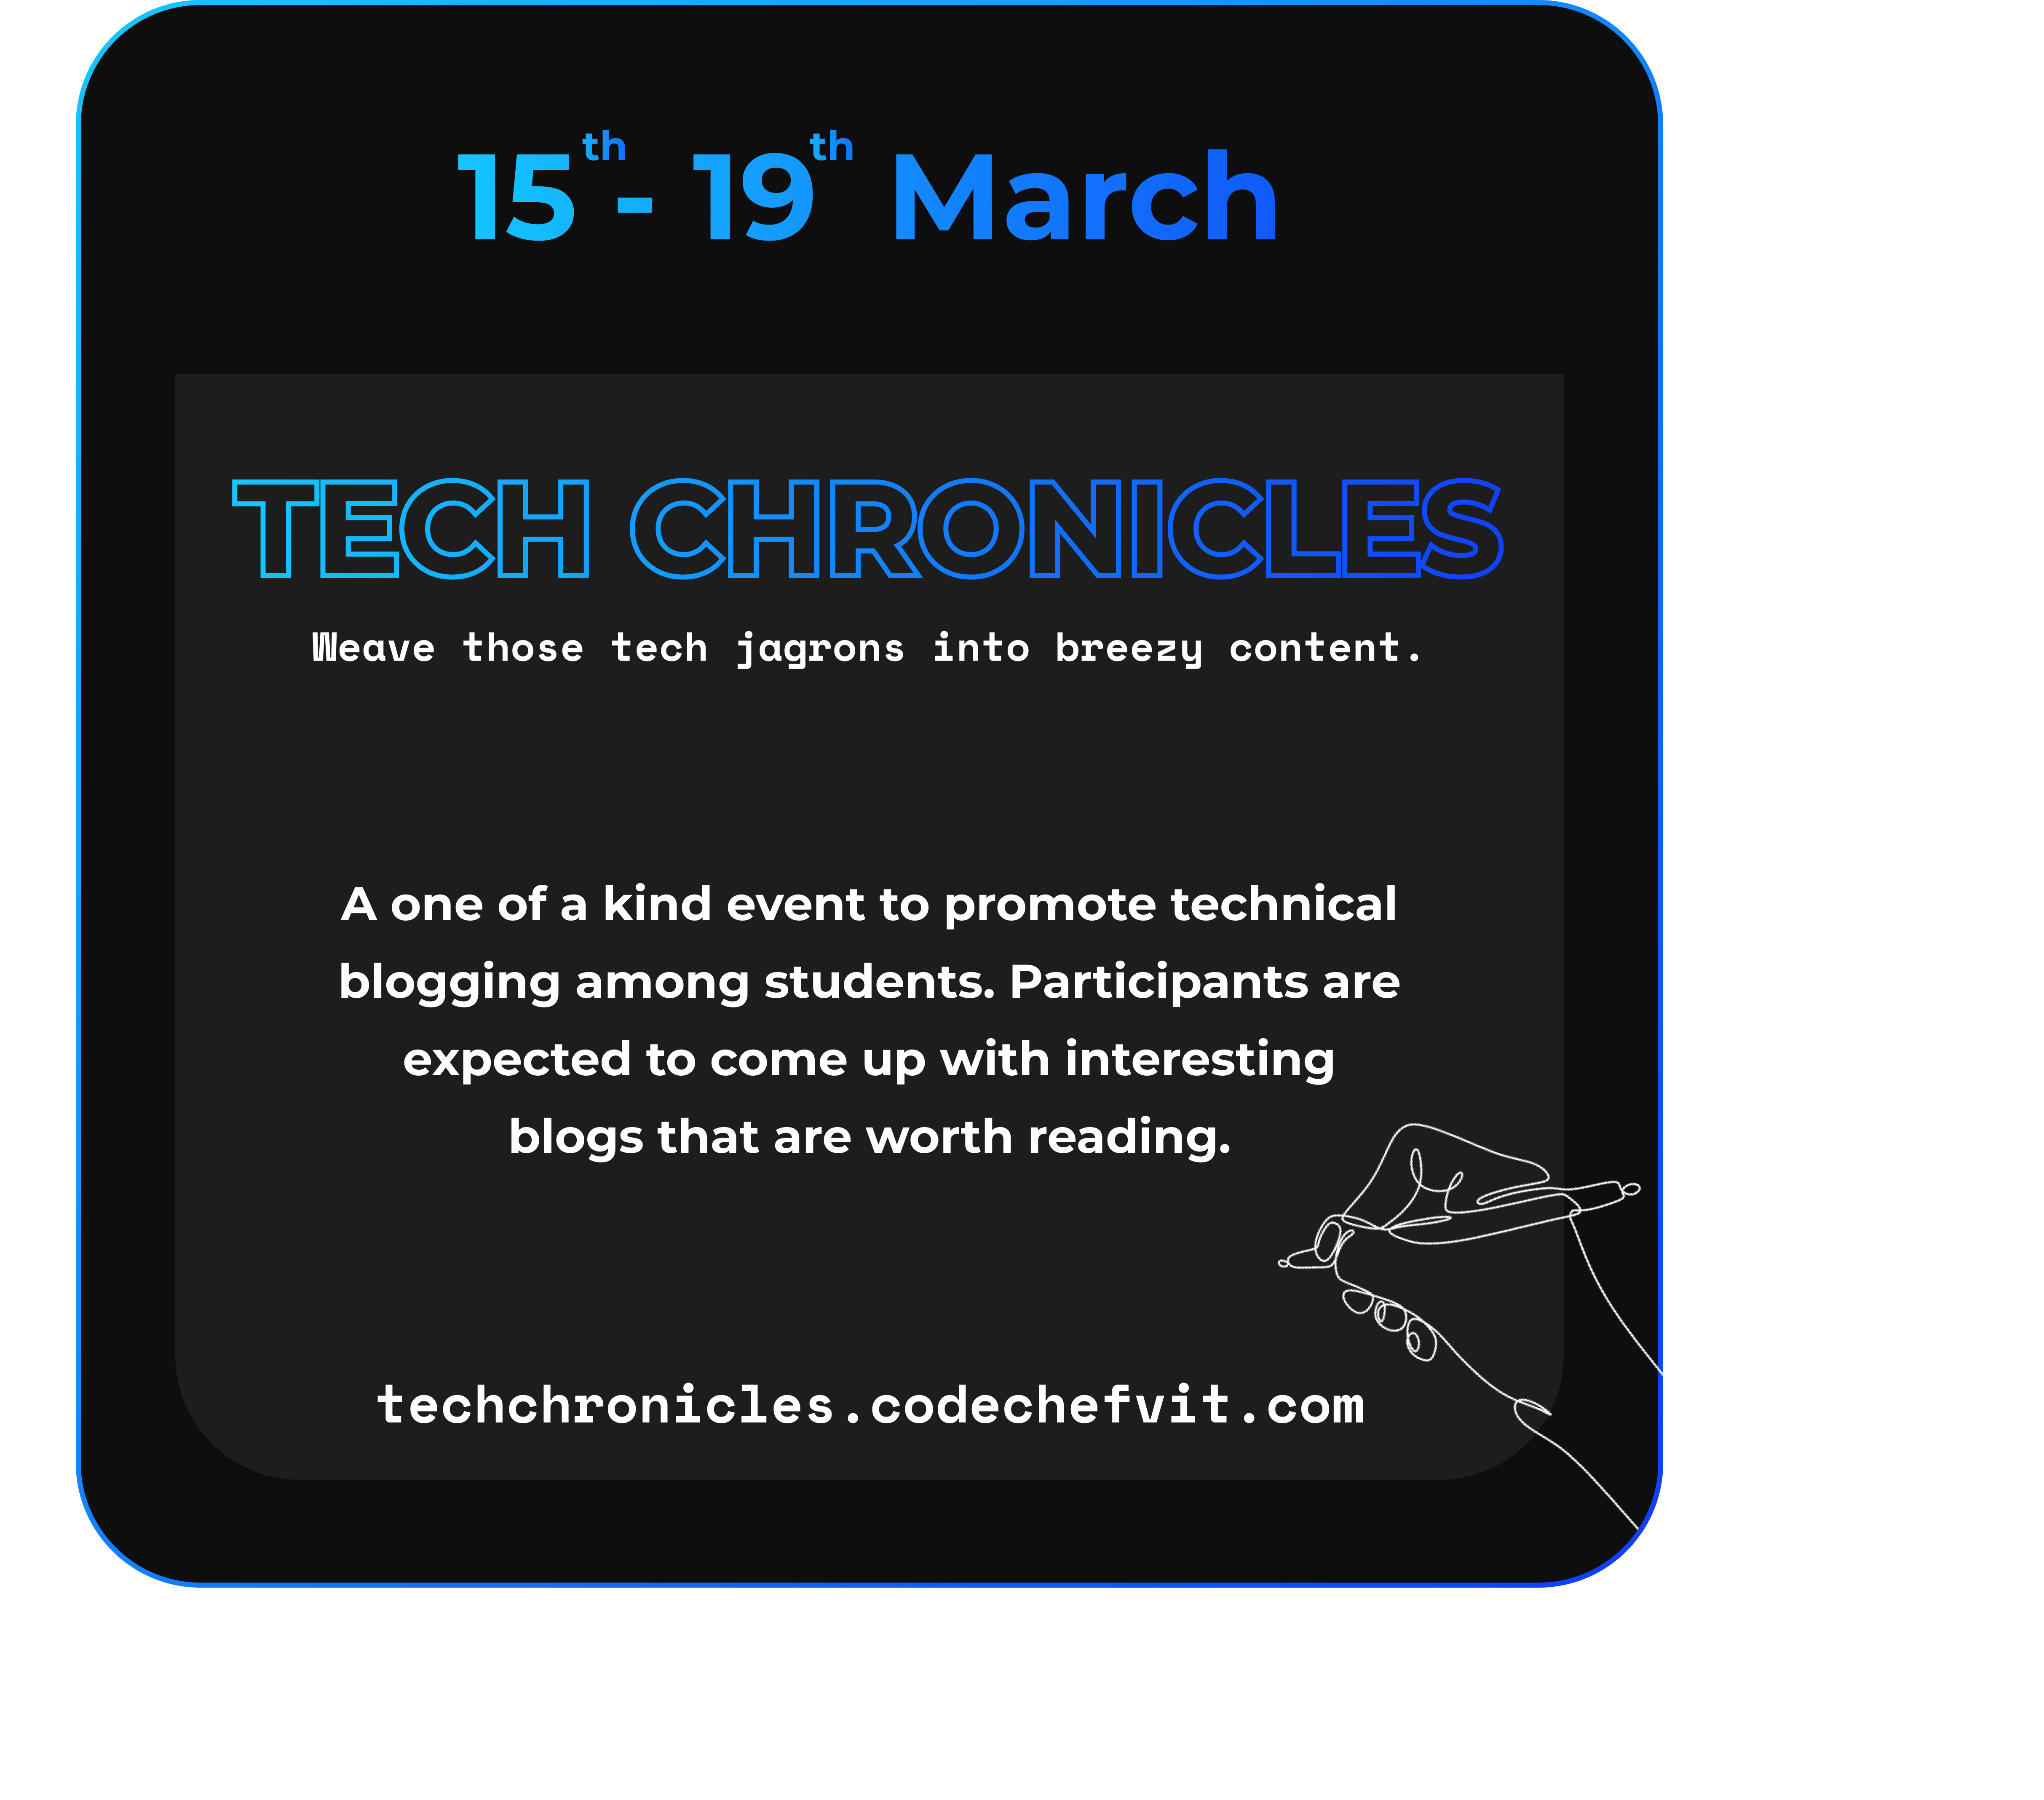 15th- 19th March
TECH CHRONICLES
Weave those tech jagrons into breezy content.
A one of a kind event to promote technical
blogging among students. Participants are
expected to come up with interesting
blogs that are worth reading.
techchronicles.codechefvit.com